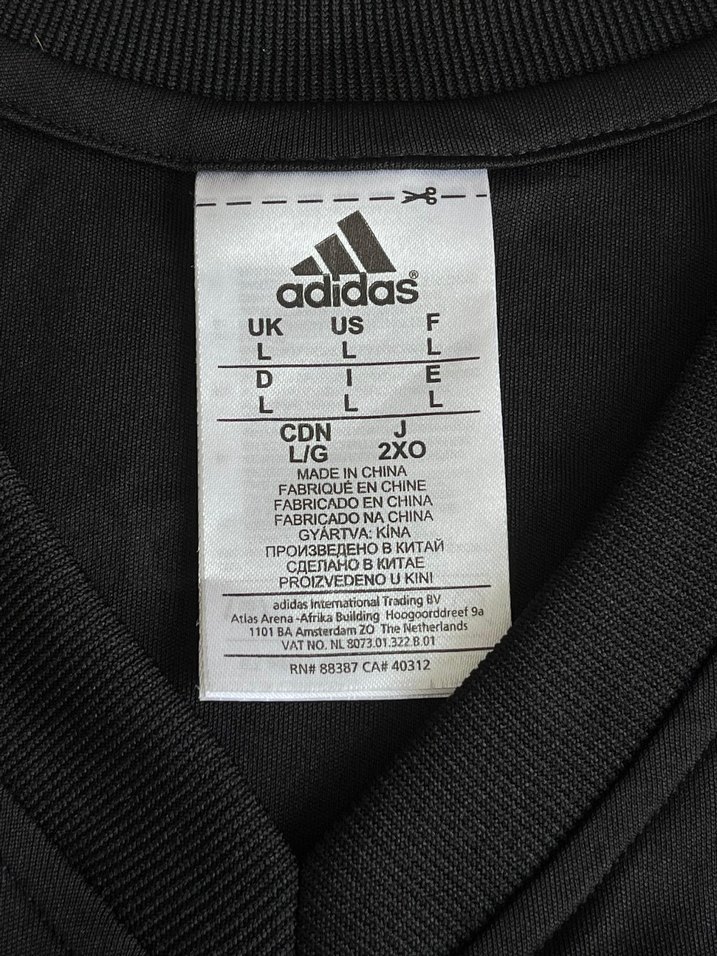 adidas®
UK US F
L L L
D I E
L L L
CDN J
L/G 2XO
MADE IN CHINA
FABRIQUÉ EN CHINE
FABRICADO EN CHINA
FABRICADO NA CHINA
GYÁRTVA: KÍNA
ПРОИЗВЕДЕНО В КИТАЙ
СДЕЛАНО В КИТАЕ
PROIZVEDENO U KINI
adidas International Trading BV
Atlas Arena -Afrika Building Hoogoorddreef 9a
1101 BA Amsterdam ZO The Netherlands
VAT NO. NL 8073.01.322.B.01
RN# 88387 CA# 40312